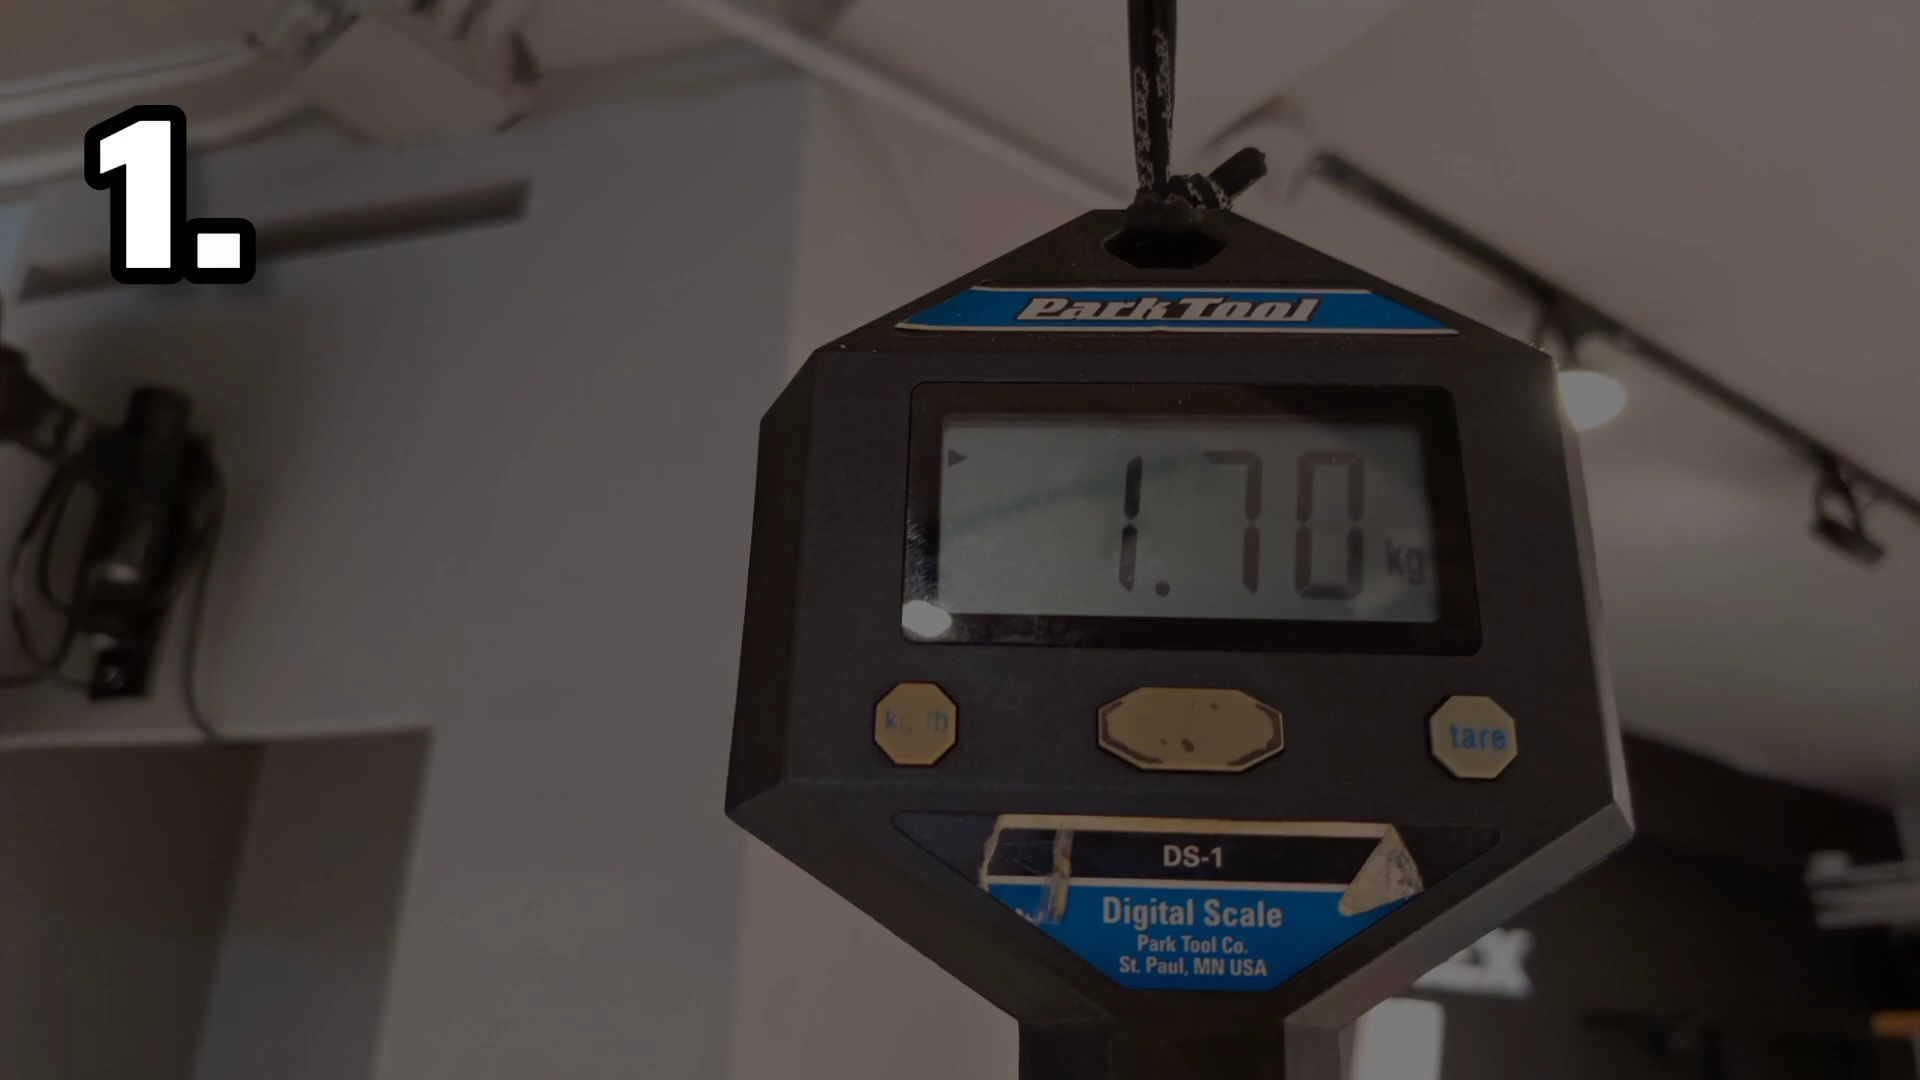 1.
Park Tool
1.70 kg
kg lb
tare
DS-1
Digital Scale
Park Tool Co.
St. Paul, MN USA